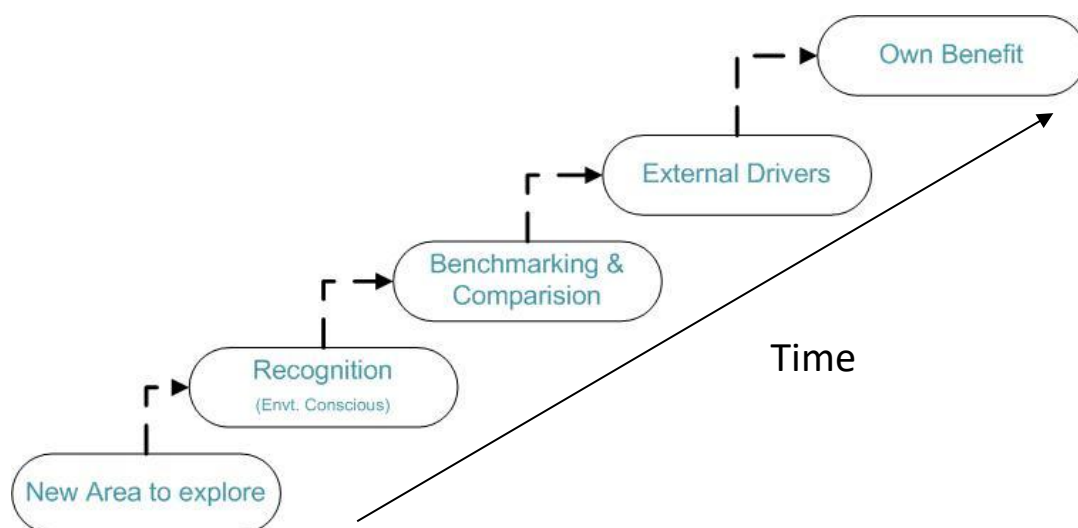 Own Benefit
External Drivers
Benchmarking &
Comparision
Time
Recognition
(Envt. Conscious)
New Area to explore